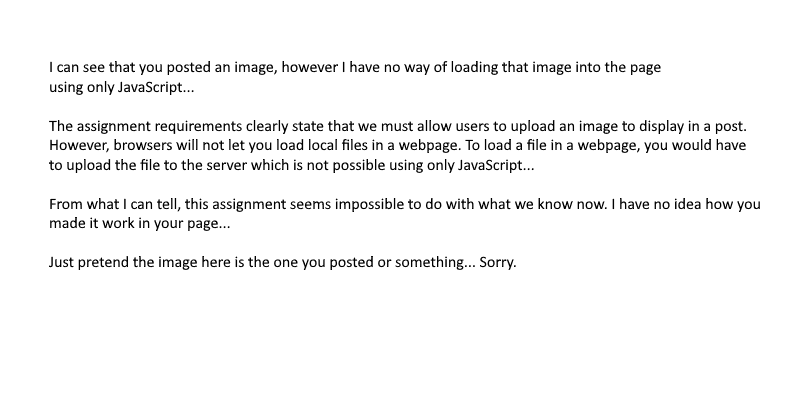 I can see that you posted an image, however I have no way of loading that image into the page
using only JavaScript...
The assignment requirements clearly state that we must allow users to upload an image to display in a post.
However, browsers will not let you load local files in a webpage. To load a file in a webpage, you would have
to upload the file to the server which is not possible using only JavaScript...
From what I can tell, this assignment seems impossible to do with what we know now. I have no idea how you
made it work in your page...
Just pretend the image here is the one you posted or something... Sorry.